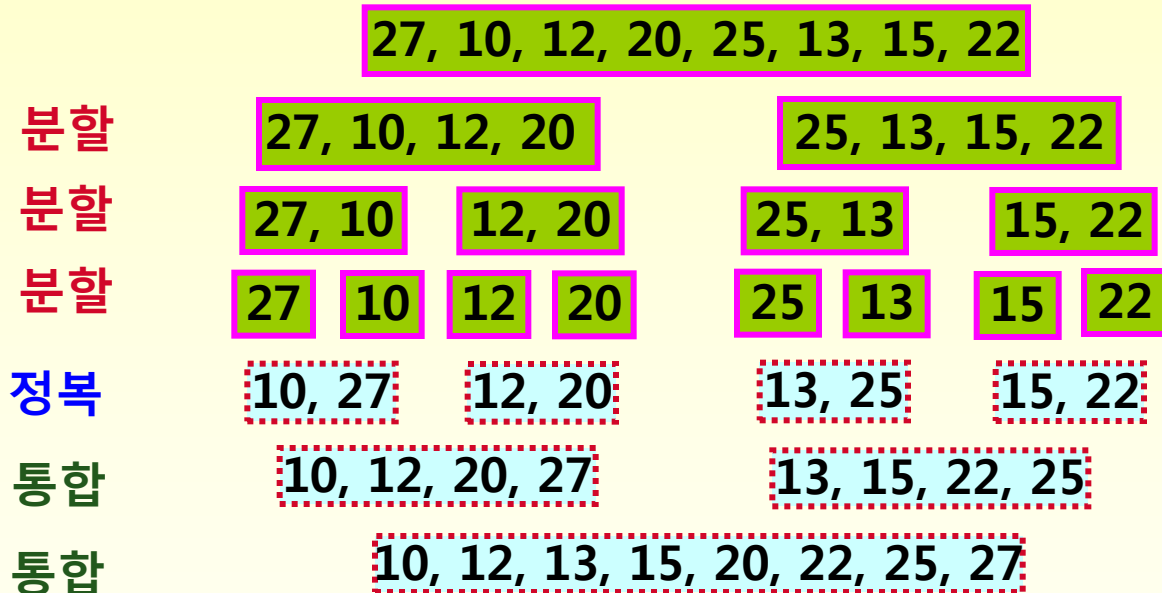 27, 10, 12, 20, 25, 13, 15, 22
분할 27, 10, 12, 20 25, 13, 15, 22
분할 27, 10 12, 20 25, 13 15, 22
분할 27 10 12 20 25 13 15 22
정복 10, 27 12, 20 13, 25 15, 22
통합 10, 12, 20, 27 13, 15, 22, 25
통합 10, 12, 13, 15, 20, 22, 25, 27